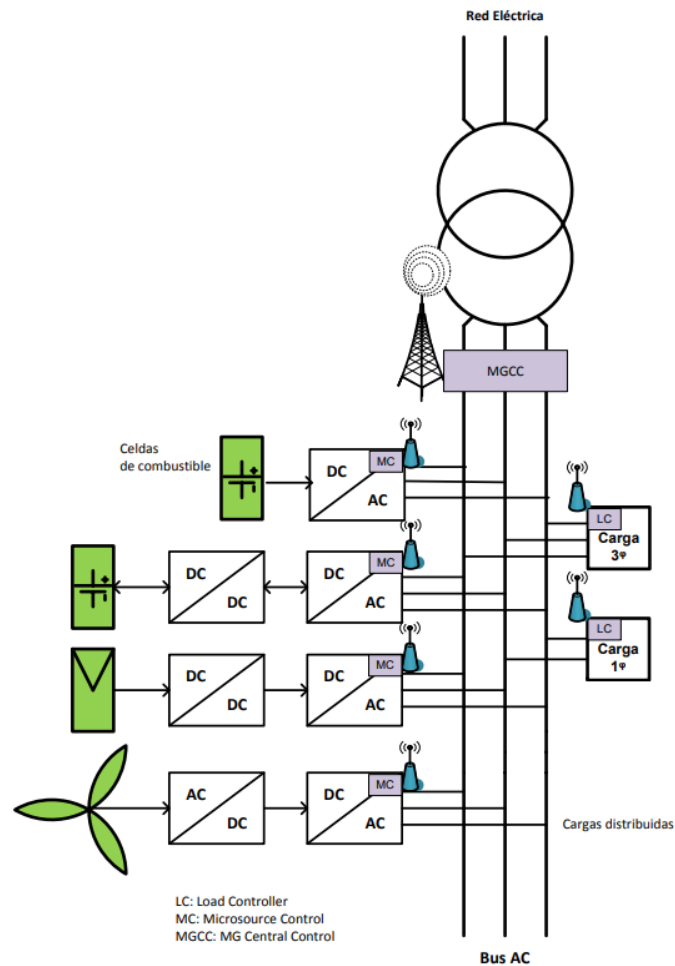 Red Eléctrica
MGCC
Celdas
de combustible
DC
MC
AC
LC
Carga
3φ
DC
DC
DC
MC
AC
LC
Carga
1φ
DC
DC
DC
MC
AC
AC
DC
DC
MC
AC
Cargas distribuidas
LC: Load Controller
MC: Microsource Control
MGCC: MG Central Control
Bus AC